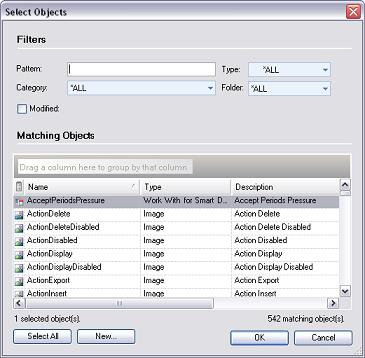 Select Objects
Filters
Pattern:
Type: *ALL
Category: *ALL
Folder: *ALL
Modified:
Matching Objects
Drag a column here to group by that column
Name Type Description
AcceptPeriodsPressure Work With for Smart D... Accept Periods Pressure
ActionDelete Image Action Delete
ActionDeleteDisabled Image Action Delete Disabled
ActionDisabled Image Action Disabled
ActionDisplay Image Action Display
ActionDisplayDisabled Image Action Display Disabled
ActionExport Image Action Export
ActionInsert Image Action Insert
1 selected object(s). 542 matching object(s).
Select All New... OK Cancel